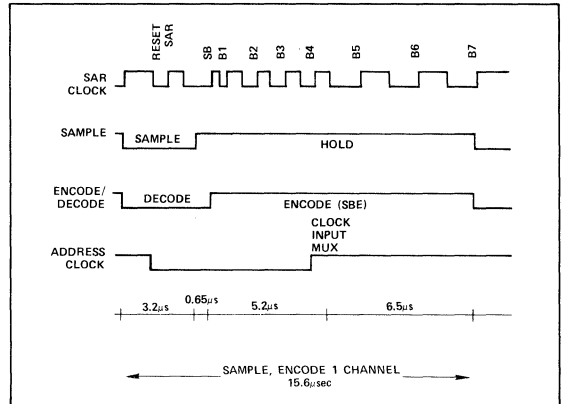 RESET
SAR
SB
B1
B2
B3
B4
B5
B6
B7
SAR
CLOCK
SAMPLE
SAMPLE
HOLD
ENCODE/
DECODE
DECODE
ENCODE (SBE)
CLOCK
INPUT
MUX
ADDRESS
CLOCK
3.2μs
0.65μs
5.2μs
6.5μs
SAMPLE, ENCODE 1 CHANNEL
15.6μsec